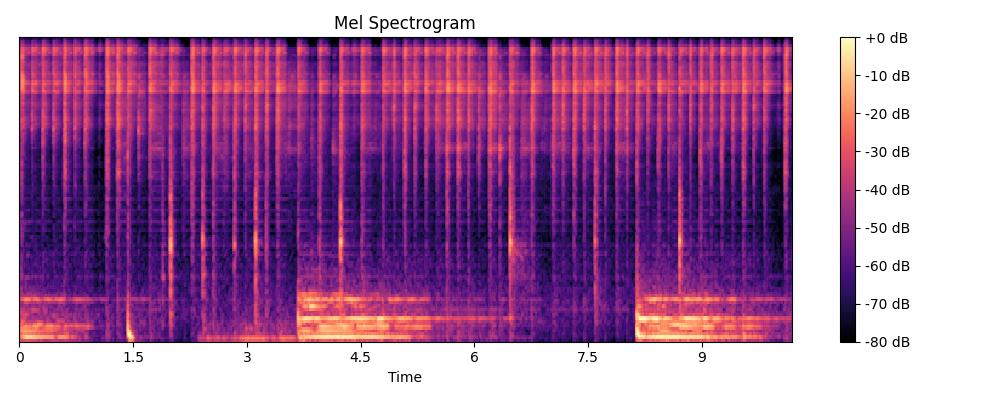 Mel Spectrogram
+0 dB
-10 dB
-20 dB
-30 dB
-40 dB
-50 dB
-60 dB
-70 dB
-80 dB
0 1.5 3 4.5 6 7.5 9
Time